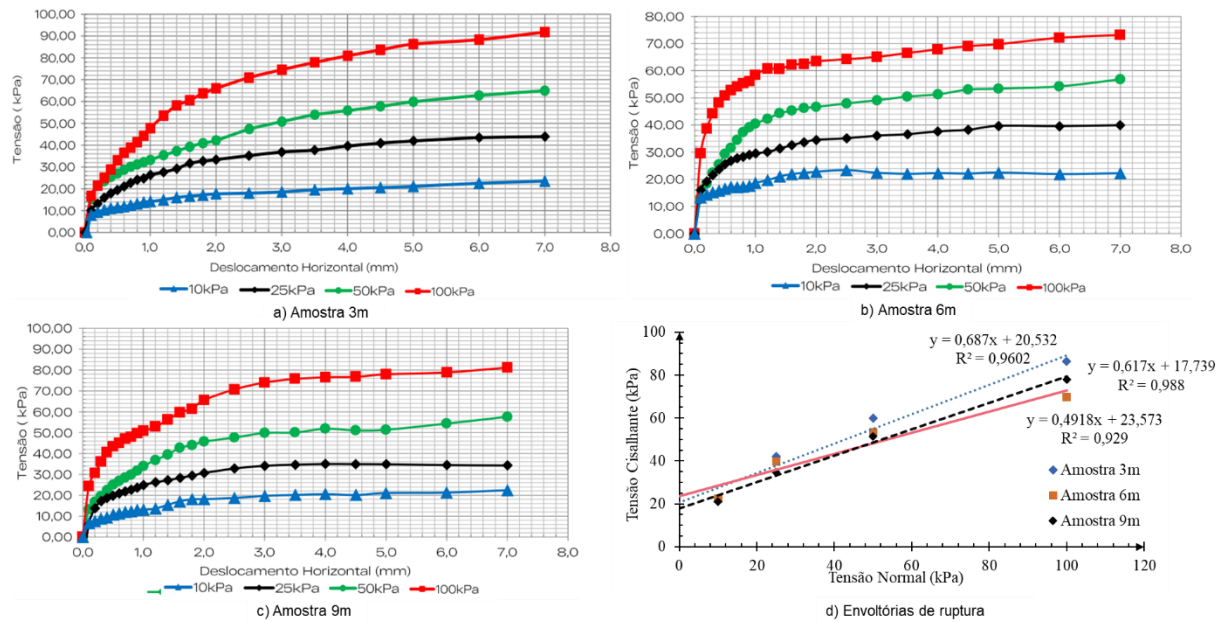 100,00
90,00
80,00
70,00
60,00
50,00
40,00
30,00
20,00
10,00
0,00
Tensão ( kPa)
0,0 1,0 2,0 3,0 4,0 5,0 6,0 7,0 8,0
Deslocamento Horizontal (mm)
10kPa 25kPa 50kPa 100kPa
a) Amostra 3m
80,00
70,00
60,00
50,00
40,00
30,00
20,00
10,00
0,00
Tensão ( kPa)
0,0 1,0 2,0 3,0 4,0 5,0 6,0 7,0 8,0
Deslocamento Horizontal (mm)
10kPa 25kPa 50kPa 100kPa
b) Amostra 6m
100,00
90,00
80,00
70,00
60,00
50,00
40,00
30,00
20,00
10,00
0,00
Tensão ( kPa)
0,0 1,0 2,0 3,0 4,0 5,0 6,0 7,0 8,0
Deslocamento Horizontal (mm)
10kPa 25kPa 50kPa 100kPa
c) Amostra 9m
100
80
60
40
20
0
Tensão Cisalhante (kPa)
y = 0,687x + 20,532
R² = 0,9602
y = 0,617x + 17,739
R² = 0,988
y = 0,4918x + 23,573
R² = 0,929
Amostra 3m
Amostra 6m
Amostra 9m
0 20 40 60 80 100 120
Tensão Normal (kPa)
d) Envoltórias de ruptura